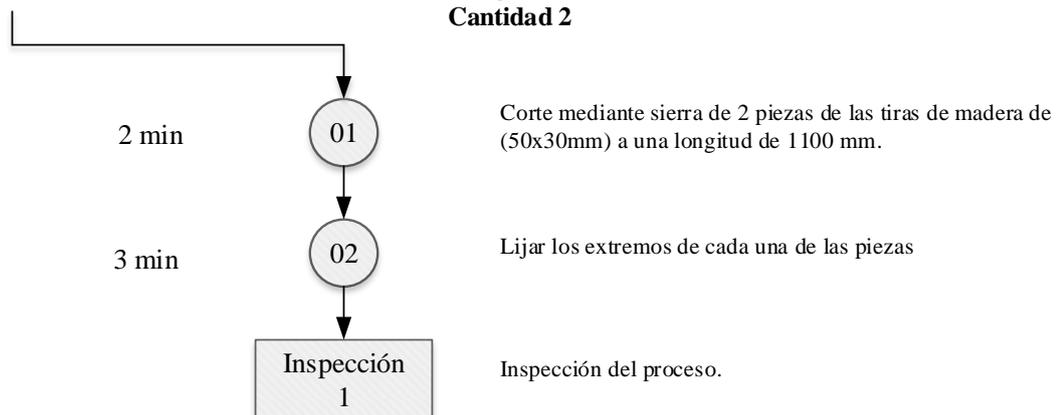 Cantidad 2
2 min
01
Corte mediante sierra de 2 piezas de las tiras de madera de
(50x30mm) a una longitud de 1100 mm.
3 min
02
Lijar los extremos de cada una de las piezas
Inspección
1
Inspección del proceso.